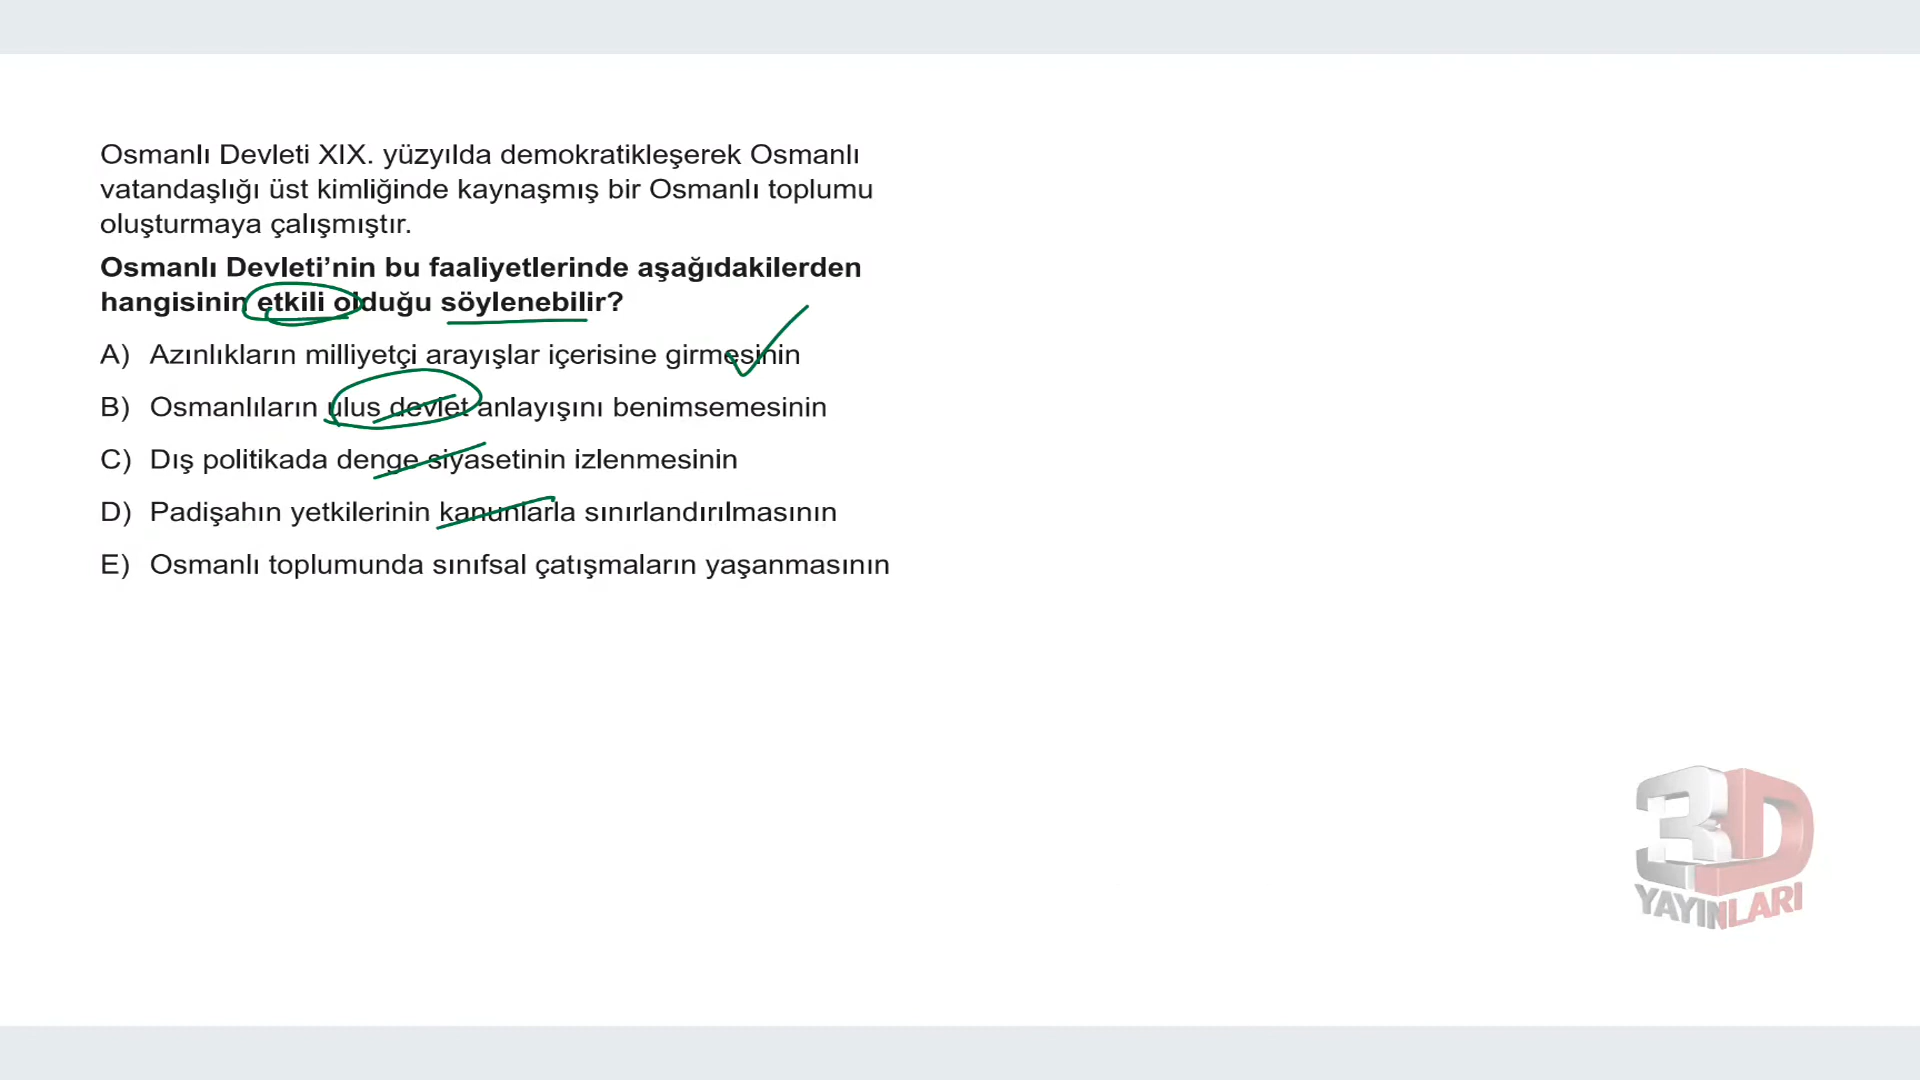 Osmanlı Devleti XIX. yüzyılda demokratikleşerek Osmanlı
vatandaşlığı üst kimliğinde kaynaşmış bir Osmanlı toplumu
oluşturmaya çalışmıştır.
Osmanlı Devleti’nin bu faaliyetlerinde aşağıdakilerden
hangisinin etkili olduğu söylenebilir?
A) Azınlıkların milliyetçi arayışlar içerisine girmesinin
B) Osmanlıların ulus devlet anlayışını benimsemesinin
C) Dış politikada denge siyasetinin izlenmesinin
D) Padişahın yetkilerinin kanunlarla sınırlandırılmasının
E) Osmanlı toplumunda sınıfsal çatışmaların yaşanmasının
3D
YAYINLARI